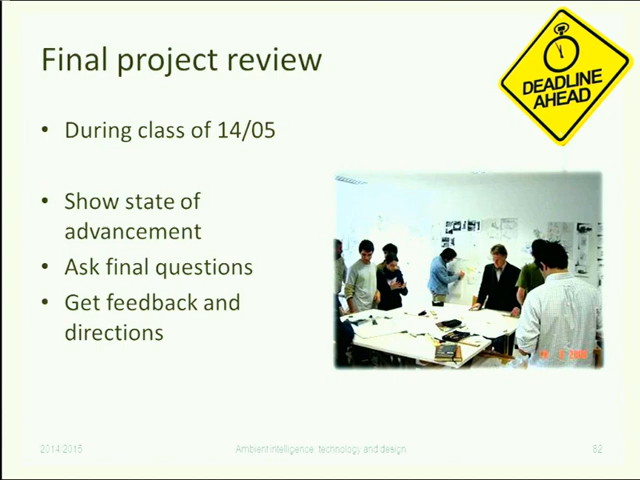 Final project review
DEADLINE
AHEAD
• During class of 14/05
• Show state of
advancement
• Ask final questions
• Get feedback and
directions
2014/2015
Ambient intelligence: technology and design